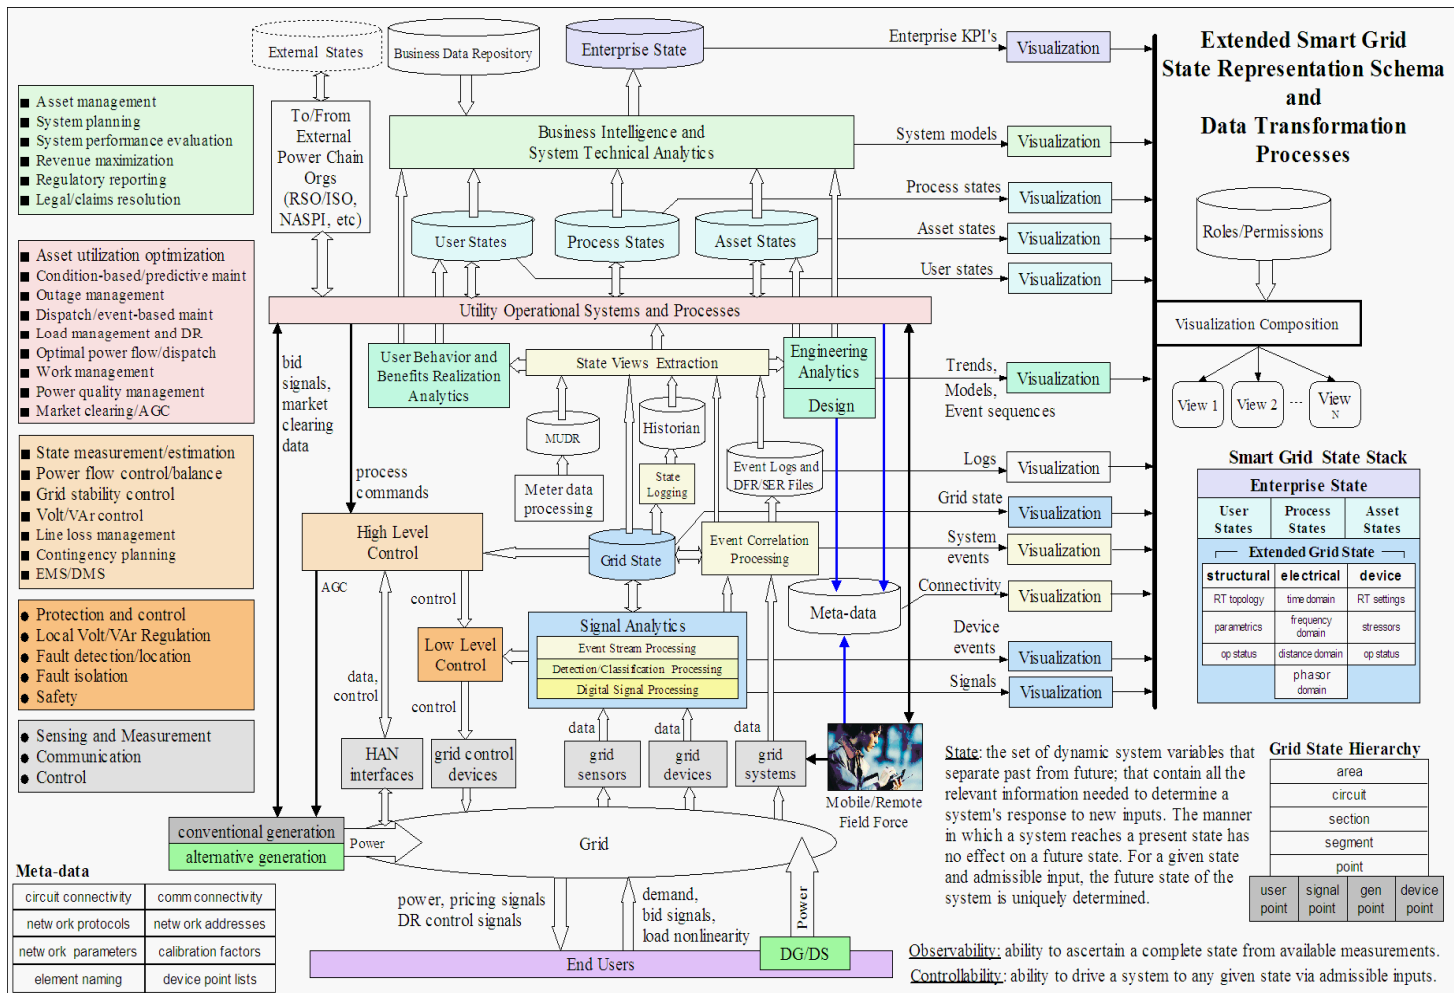 Extended Smart Grid
State Representation Schema
and
Data Transformation
Processes
External States
Business Data Repository
Enterprise State
Enterprise KPI's
Visualization
■ Asset management
■ System planning
■ System performance evaluation
■ Revenue maximization
■ Regulatory reporting
■ Legal/claims resolution
To/From
External
Power Chain
Orgs
(RSO/ISO,
NASPI, etc)
Business Intelligence and
System Technical Analytics
System models
Visualization
Process states
Visualization
Asset states
Visualization
User states
Visualization
User States
Process States
Asset States
Roles/Permissions
Visualization Composition
View 1
View 2
...
View
N
■ Asset utilization optimization
■ Condition-based/predictive maint
■ Outage management
■ Dispatch/event-based maint
■ Load management and DR
■ Optimal power flow/dispatch
■ Work management
■ Power quality management
■ Market clearing/AGC
Utility Operational Systems and Processes
bid
signals,
market
clearing
data
process
commands
User Behavior and
Benefits Realization
Analytics
State Views Extraction
Engineering
Analytics
Design
Trends,
Models,
Event sequences
Visualization
MUDR
Historian
Meter data
processing
State
Logging
Event Logs and
DFR/SER Files
Logs
Visualization
Grid state
Visualization
System
events
Visualization
Connectivity
Visualization
Device
events
Visualization
Signals
Visualization
■ State measurement/estimation
■ Power flow control/balance
■ Grid stability control
■ Volt/VAr control
■ Line loss management
■ Contingency planning
■ EMS/DMS
High Level
Control
Grid State
Event Correlation
Processing
Meta-data
AGC
control
● Protection and control
● Local Volt/VAr Regulation
● Fault detection/location
● Fault isolation
● Safety
Low Level
Control
Signal Analytics
Event Stream Processing
Detection/Classification Processing
Digital Signal Processing
data,
control
control
data
data
data
● Sensing and Measurement
● Communication
● Control
HAN
interfaces
grid control
devices
grid
sensors
grid
devices
grid
systems
Mobile/Remote
Field Force
conventional generation
alternative generation
Power
Grid
power, pricing signals
DR control signals
demand,
bid signals,
load nonlinearity
Power
DG/DS
End Users
Meta-data
circuit connectivity
comm connectivity
network protocols
network addresses
network parameters
calibration factors
element naming
device point lists
Smart Grid State Stack
Enterprise State
User
States
Process
States
Asset
States
Extended Grid State
structural
electrical
device
RT topology
time domain
RT settings
parametrics
frequency
domain
stressors
op status
distance domain
op status
phasor
domain
State: the set of dynamic system variables that
separate past from future; that contain all the
relevant information needed to determine a
system's response to new inputs. The manner
in which a system reaches a present state has
no effect on a future state. For a given state
and admissible input, the future state of the
system is uniquely determined.
Grid State Hierarchy
area
circuit
section
segment
point
user
point
signal
point
gen
point
device
point
Observability: ability to ascertain a complete state from available measurements.
Controllability: ability to drive a system to any given state via admissible inputs.